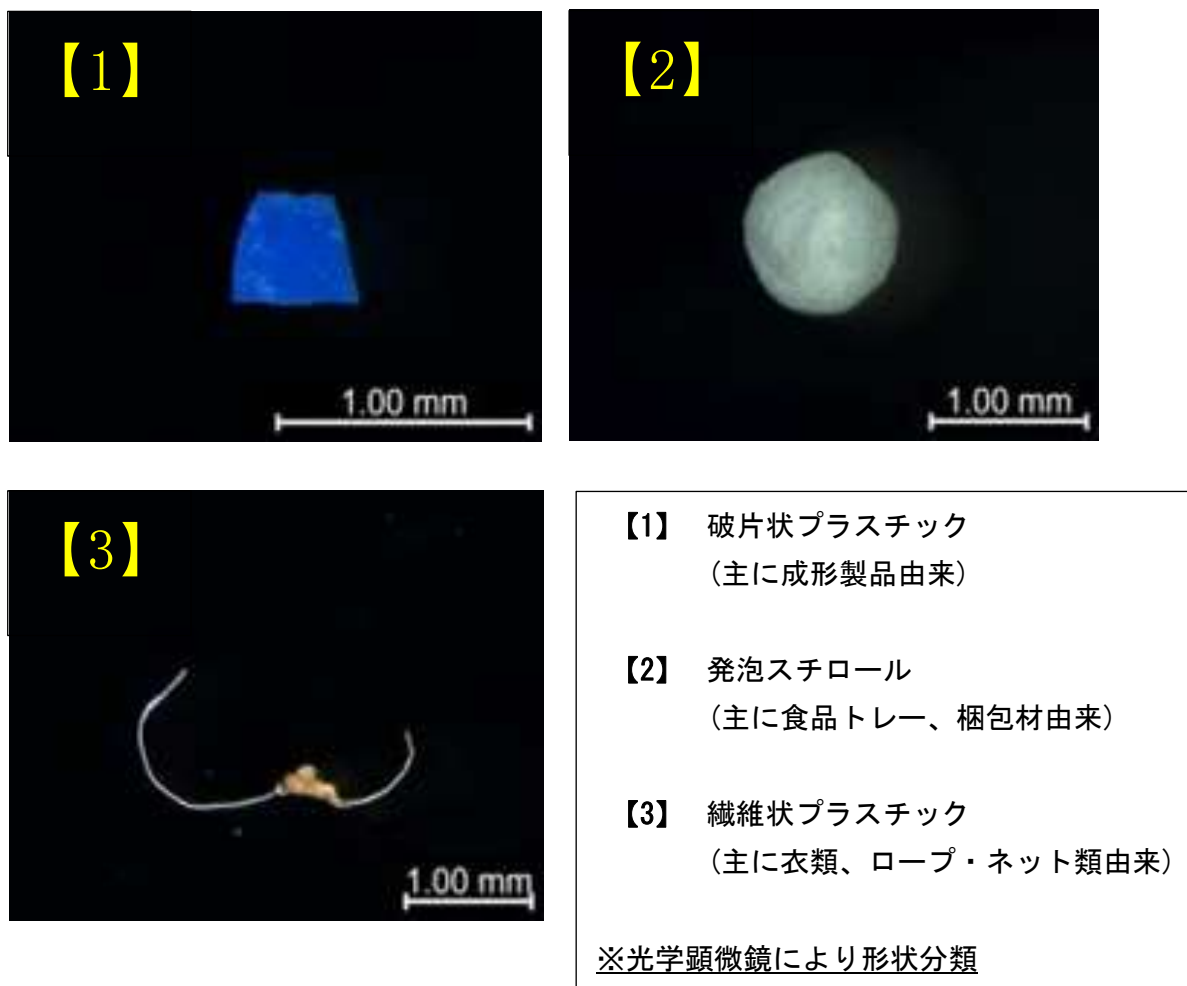 【1】
1.00 mm
【2】
1.00 mm
【3】
1.00 mm
【1】 破片状プラスチック
(主に成形製品由来)
【2】 発泡スチロール
(主に食品トレー、梱包材由来)
【3】 繊維状プラスチック
(主に衣類、ロープ・ネット類由来)
※光学顕微鏡により形状分類